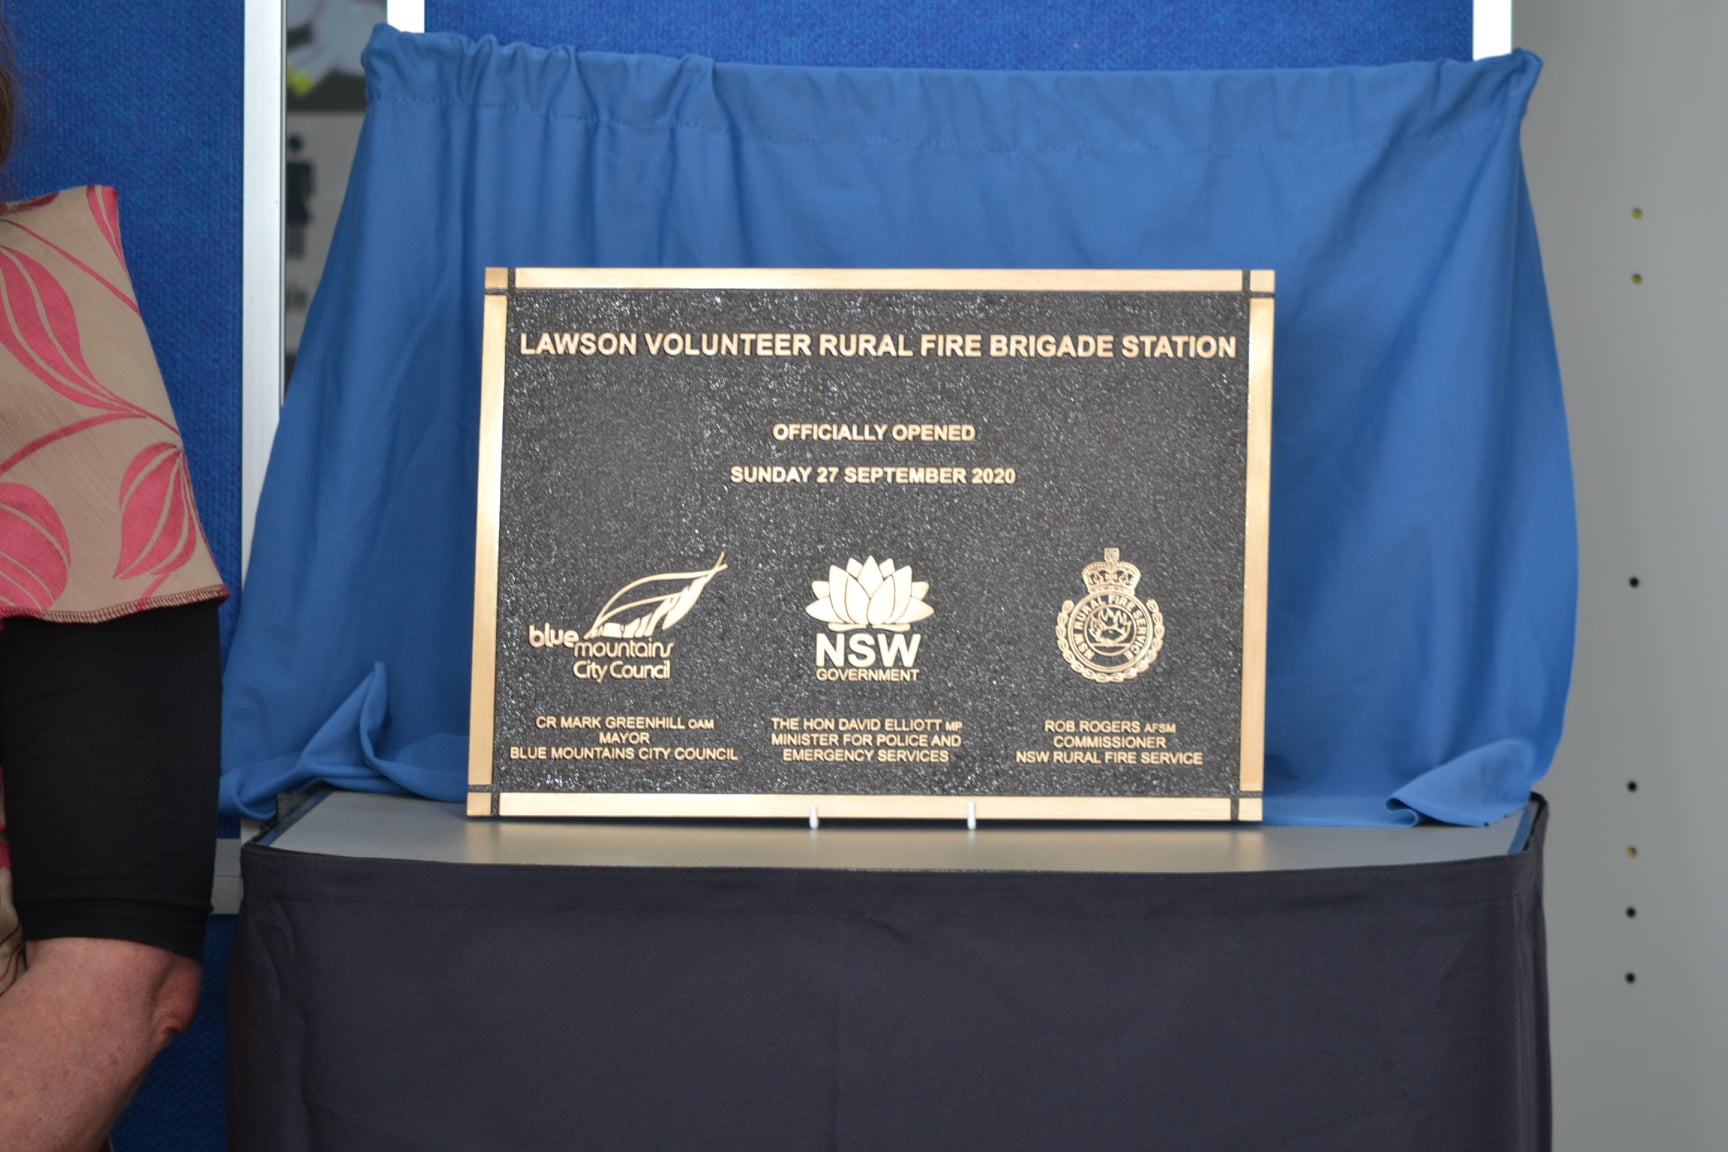 LAWSON VOLUNTEER RURAL FIRE BRIGADE STATION
OFFICIALLY OPENED
SUNDAY 27 SEPTEMBER 2020
blue
mountains
City Council
NSW
GOVERNMENT
NSW RURAL FIRE SERVICE
CR MARK GREENHILL OAM
MAYOR
BLUE MOUNTAINS CITY COUNCIL
THE HON DAVID ELLIOTT MP
MINISTER FOR POLICE AND
EMERGENCY SERVICES
ROB ROGERS AFSM
COMMISSIONER
NSW RURAL FIRE SERVICE